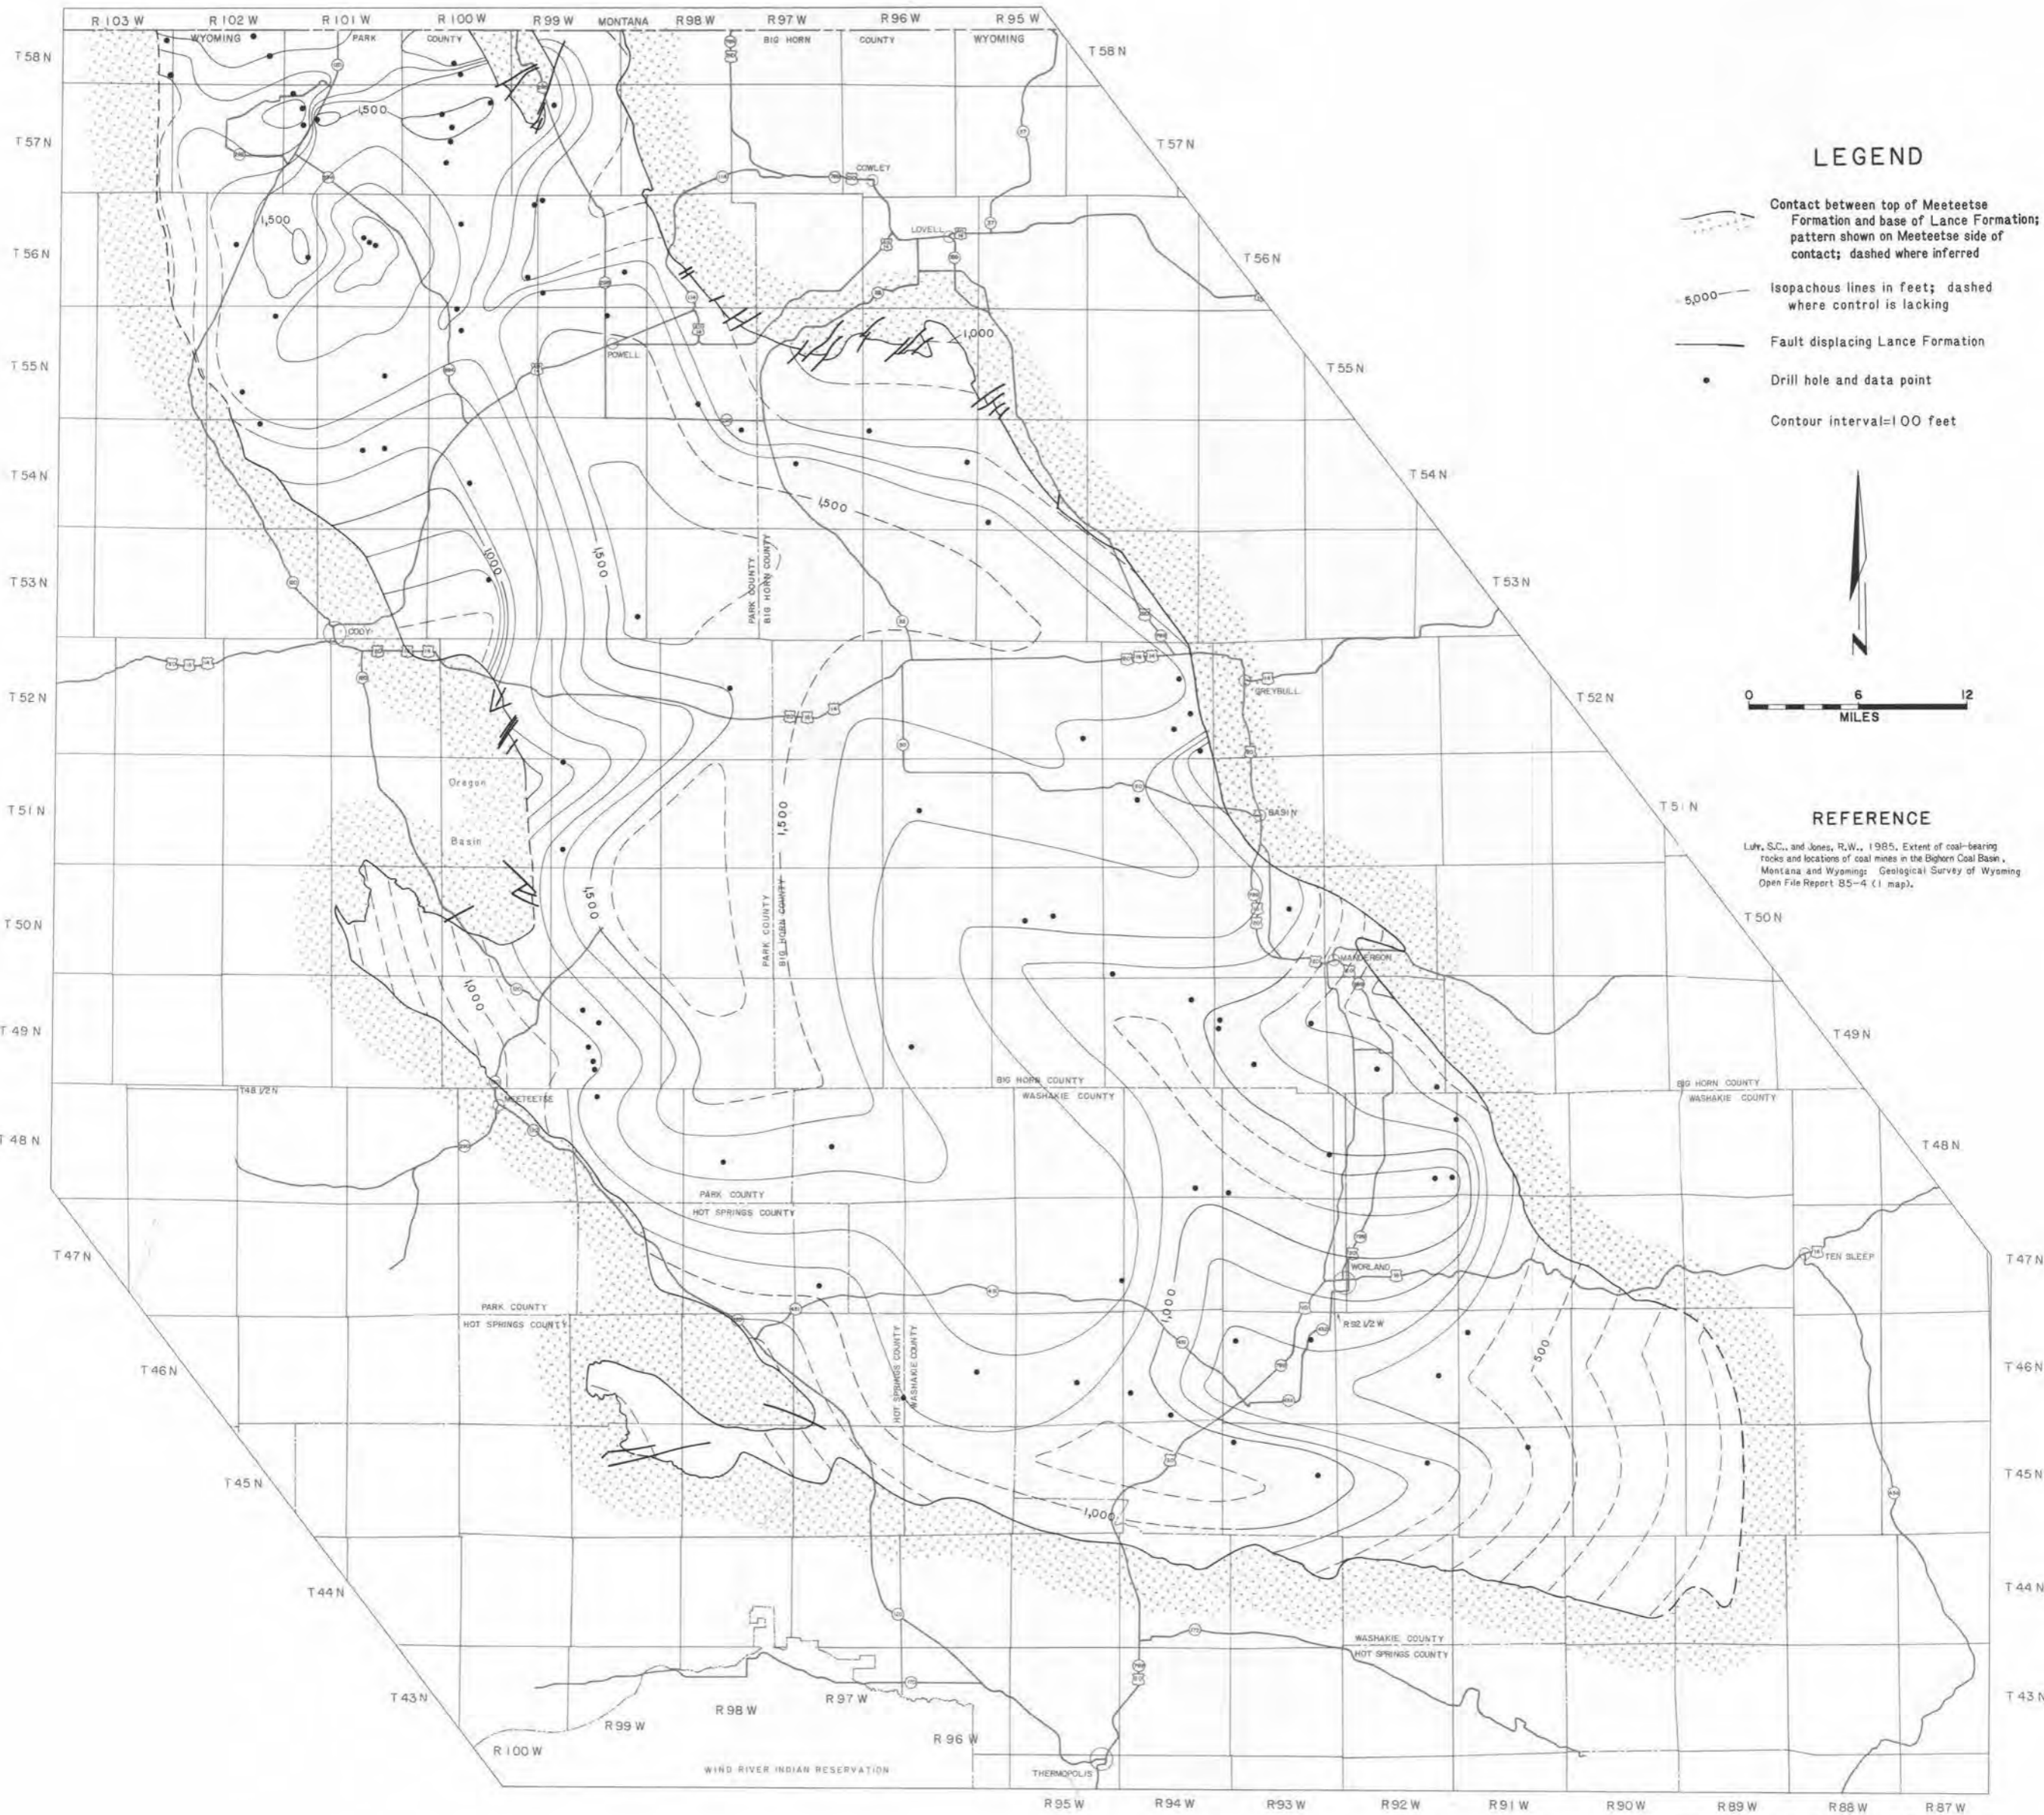 R 103 W R 102 W R 101 W R 100 W R 99 W MONTANA R 98 W R 97 W R 96 W R 95 W
WYOMING PARK COUNTY BIG HORN COUNTY WYOMING
T 58 N
T 58 N
1,500
T 57 N
T 57 N
COWLEY
1,500
LOVELL
T 56 N
T 56 N
1,000
POWELL
T 55 N
T 55 N
T 54 N
T 54 N
1,500
1,000
1,500
PARK COUNTY
BIG HORN COUNTY
T 53 N
T 53 N
CODY
GREYBULL
T 52 N
T 52 N
Oregon
Basin
1,500
T 51 N
T 51 N
BASIN
1,500
PARK COUNTY
BIG HORN COUNTY
T 50 N
T 50 N
MANDERSON
1,000
T 49 N
T 49 N
BIG HORN COUNTY
WASHAKIE COUNTY
BIG HORN COUNTY
WASHAKIE COUNTY
T48 1/2 N
MEETEETSE
T 48 N
T 48 N
PARK COUNTY
HOT SPRINGS COUNTY
T 47 N
T 47 N
TEN SLEEP
WORLAND
1,000
PARK COUNTY
HOT SPRINGS COUNTY
R 92 1/2 W
HOT SPRINGS COUNTY
WASHAKIE COUNTY
500
T 46 N
T 46 N
T 45 N
T 45 N
1,000
T 44 N
T 44 N
WASHAKIE COUNTY
HOT SPRINGS COUNTY
T 43 N
T 43 N
R 97 W
R 98 W
R 99 W
R 96 W
R 100 W
WIND RIVER INDIAN RESERVATION
THERMOPOLIS
R 95 W R 94 W R 93 W R 92 W R 91 W R 90 W R 89 W R 88 W R 87 W
LEGEND
Contact between top of Meeteetse
Formation and base of Lance Formation;
pattern shown on Meeteetse side of
contact; dashed where inferred
5,000
Isopachous lines in feet; dashed
where control is lacking
Fault displacing Lance Formation
Drill hole and data point
Contour interval=100 feet
N
0 6 12
MILES
REFERENCE
S.C., and Jones, R.W., 1985, Extent of coal-bearing
rocks and locations of coal mines in the Bighorn Coal Basin,
Montana and Wyoming: Geological Survey of Wyoming
Open File Report 85-4 (1 map).